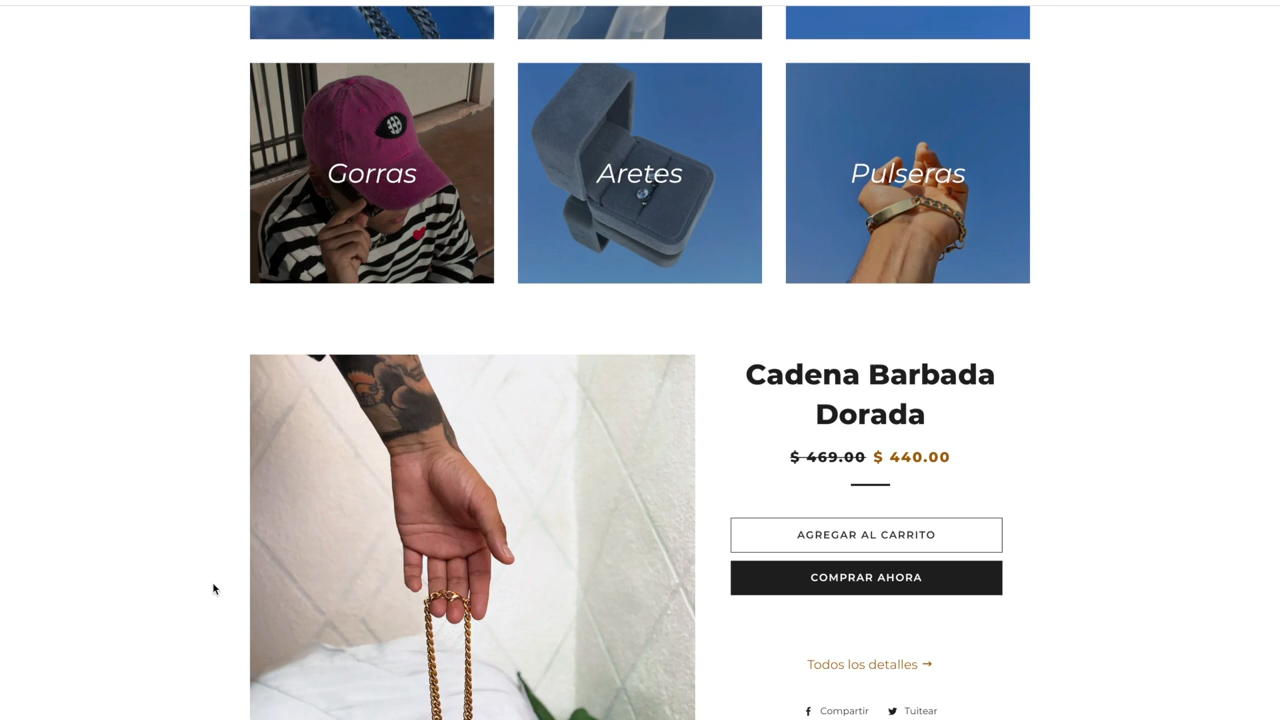 Gorras
Aretes
Pulseras
Cadena Barbada
Dorada
$ 469.00 $ 440.00
AGREGAR AL CARRITO
COMPRAR AHORA
Todos los detalles →
Compartir
Tuitear